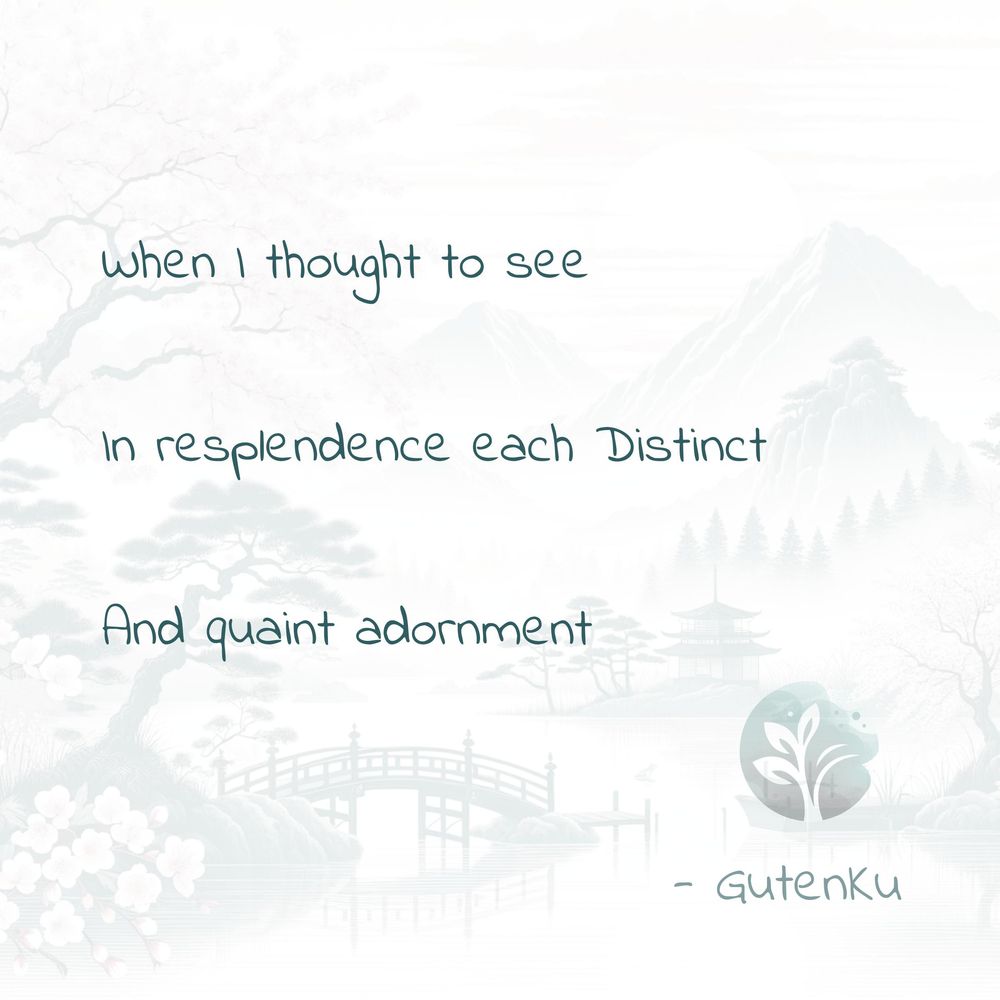 When I thought to see
In resplendence each Distinct
And quaint adornment
- GutenKu